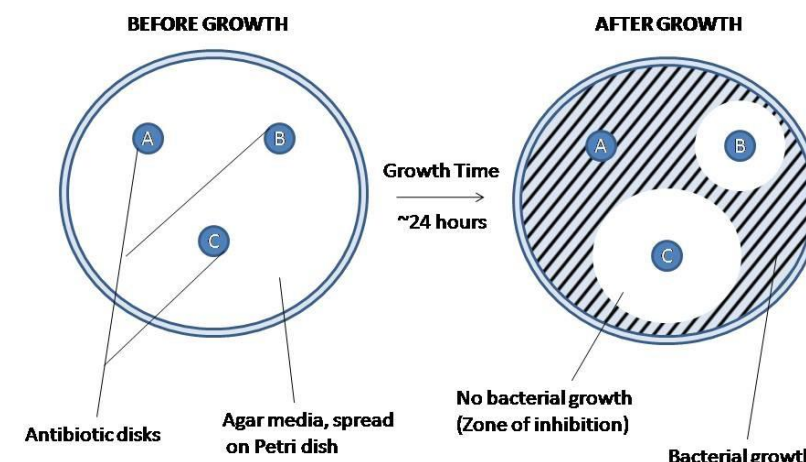 BEFORE GROWTH
AFTER GROWTH
A
B
C
Growth Time
~24 hours
A
B
C
Antibiotic disks
Agar media, spread
on Petri dish
No bacterial growth
(Zone of inhibition)
Bacterial growth